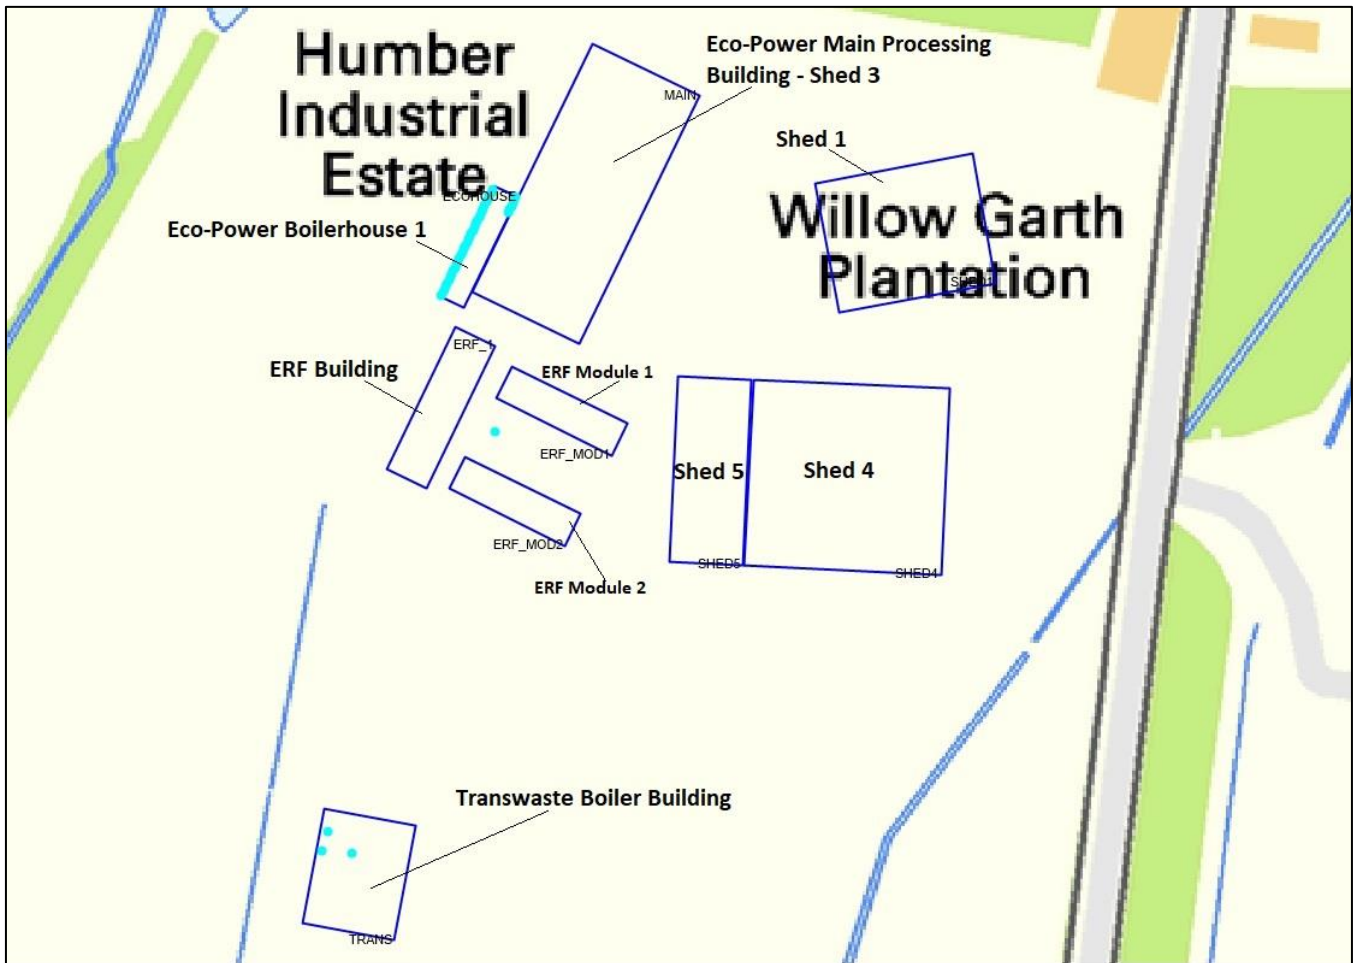 Humber
Industrial
Estate
Eco-Power Main Processing
Building - Shed 3
MAIN
Shed 1
ECOHOUSE
Willow Garth
Plantation
Eco-Power Boilerhouse 1
SHED1
ERF_1
ERF Building
ERF Module 1
ERF_MOD1
Shed 5
Shed 4
ERF_MOD2
SHED5
SHED4
ERF Module 2
Transwaste Boiler Building
TRANS